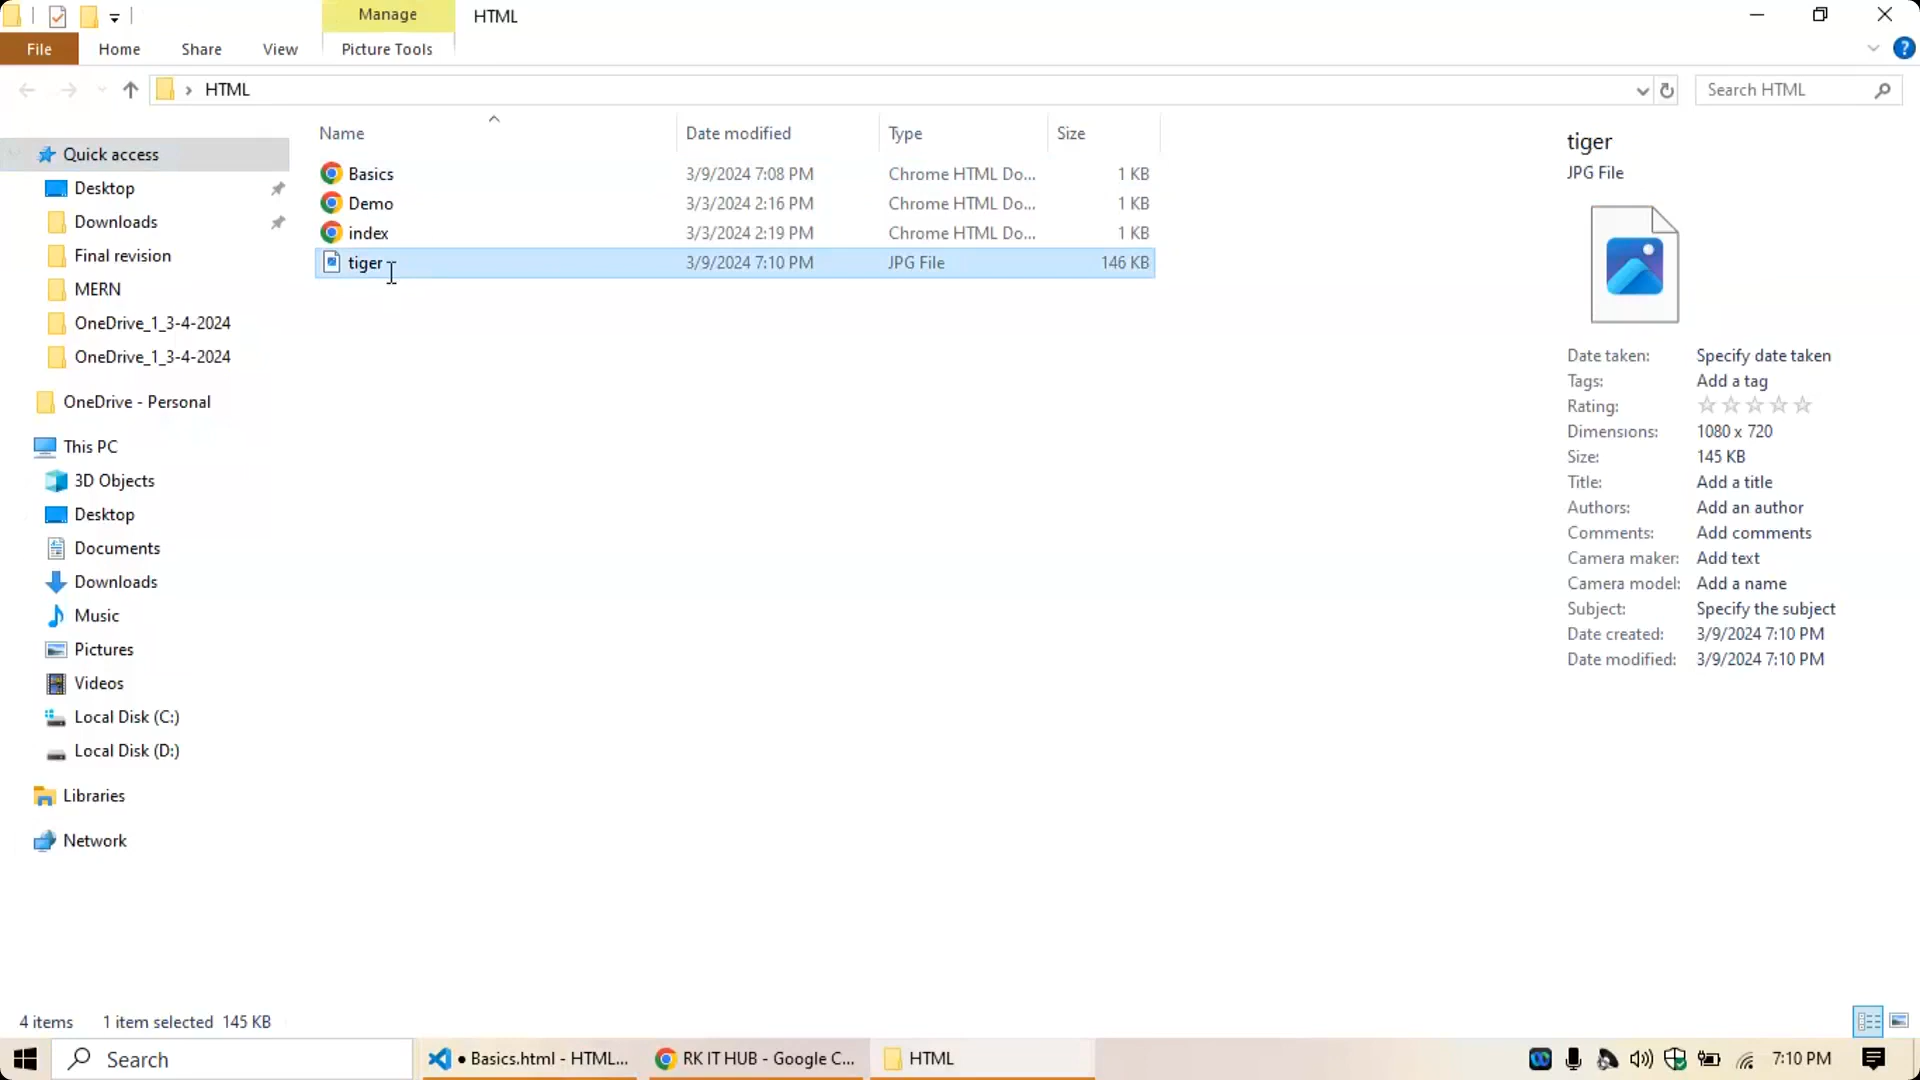 Manage
HTML
File
Home
Share
View
Picture Tools
HTML
Search HTML
Name
Date modified
Type
Size
Quick access
Desktop
Downloads
Final revision
MERN
OneDrive_1_3-4-2024
OneDrive_1_3-4-2024
OneDrive - Personal
This PC
3D Objects
Desktop
Documents
Downloads
Music
Pictures
Videos
Local Disk (C:)
Local Disk (D:)
Libraries
Network
Basics 3/9/2024 7:08 PM Chrome HTML Do... 1 KB
Demo 3/3/2024 2:16 PM Chrome HTML Do... 1 KB
index 3/3/2024 2:19 PM Chrome HTML Do... 1 KB
tiger 3/9/2024 7:10 PM JPG File 146 KB
tiger
JPG File
Date taken: Specify date taken
Tags: Add a tag
Rating:
Dimensions: 1080 x 720
Size: 145 KB
Title: Add a title
Authors: Add an author
Comments: Add comments
Camera maker: Add text
Camera model: Add a name
Subject: Specify the subject
Date created: 3/9/2024 7:10 PM
Date modified: 3/9/2024 7:10 PM
4 items 1 item selected 145 KB
Search
• Basics.html - HTML...
RK IT HUB - Google C...
HTML
7:10 PM